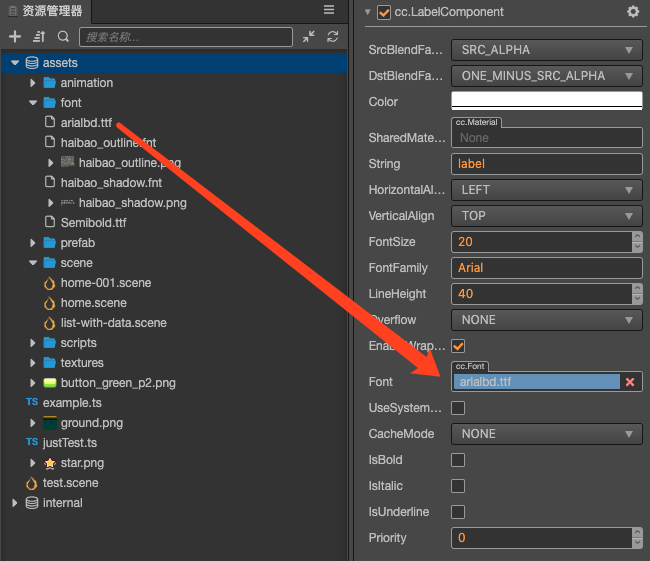 资源管理器
搜索名称...
assets
animation
font
arialbd.ttf
haibao_outline.fnt
haibao_outline.png
haibao_shadow.fnt
haibao_shadow.png
Semibold.ttf
prefab
scene
home-001.scene
home.scene
list-with-data.scene
scripts
textures
button_green_p2.png
TS example.ts
ground.png
TS justTest.ts
star.png
test.scene
internal
cc.LabelComponent
SrcBlendFa... SRC_ALPHA
DstBlendFa... ONE_MINUS_SRC_ALPHA
Color
cc.Material
SharedMate... None
String label
HorizontalAl... LEFT
VerticalAlign TOP
FontSize 20
FontFamily Arial
LineHeight 40
Overflow NONE
EnableWrap...
cc.Font
Font arialbd.ttf
UseSystem...
CacheMode NONE
IsBold
IsItalic
IsUnderline
Priority 0